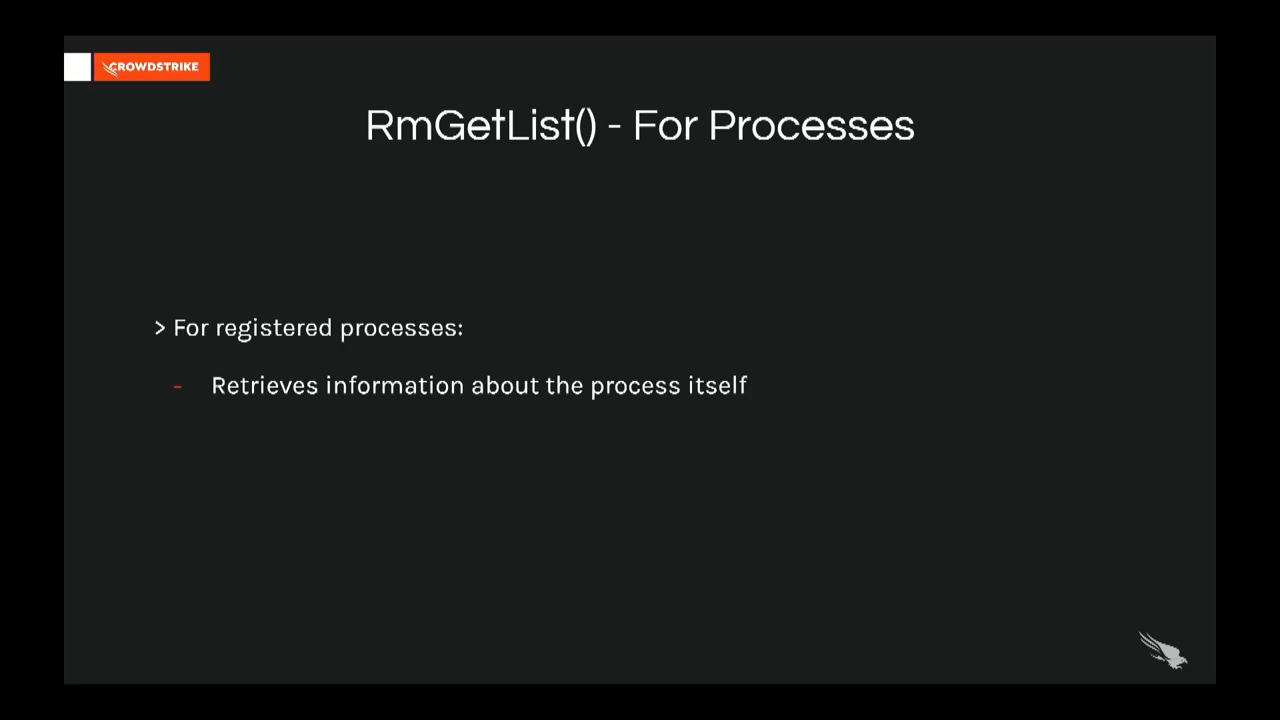 CROWDSTRIKE
RmGetList() - For Processes
> For registered processes:
- Retrieves information about the process itself